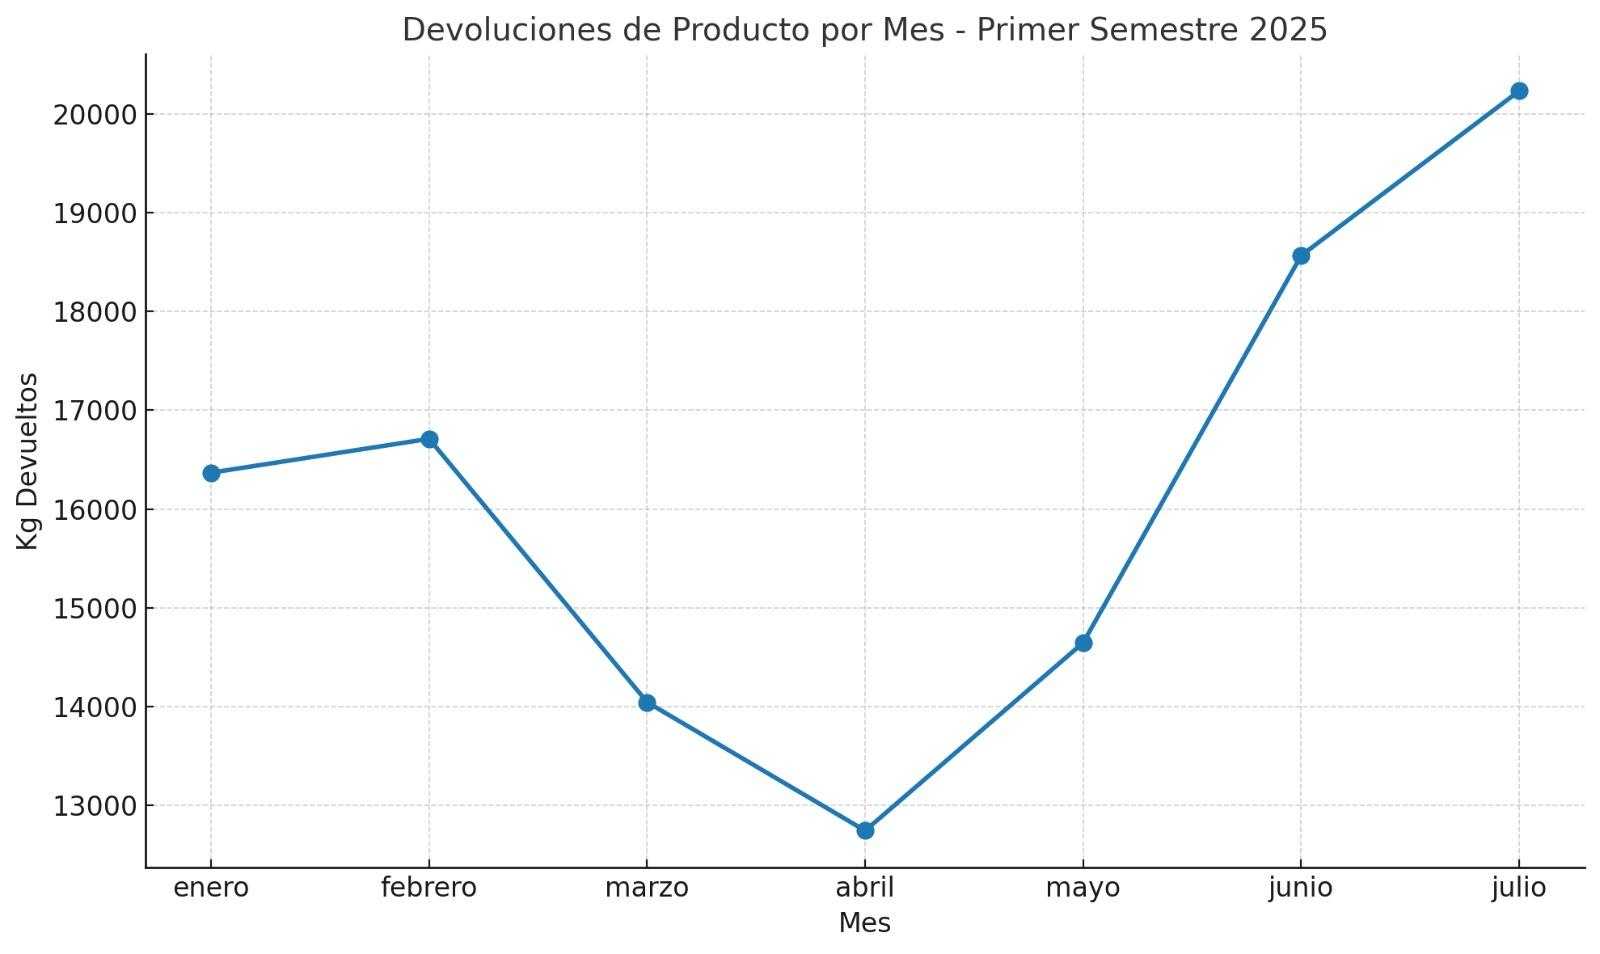 Devoluciones de Producto por Mes - Primer Semestre 2025
20000
19000
18000
17000
16000
15000
14000
13000
Kg Devueltos
enero febrero marzo abril mayo junio julio
Mes